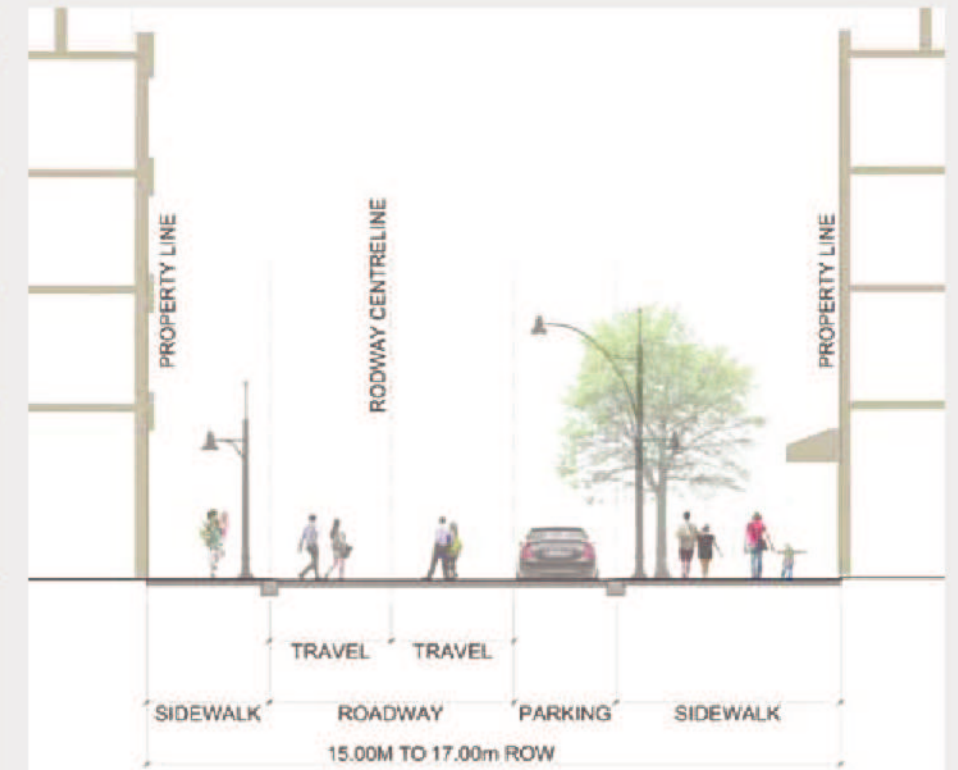 PROPERTY LINE
RODWAY CENTRELINE
PROPERTY LINE
TRAVEL TRAVEL
SIDEWALK ROADWAY PARKING SIDEWALK
15.00M TO 17.00m ROW